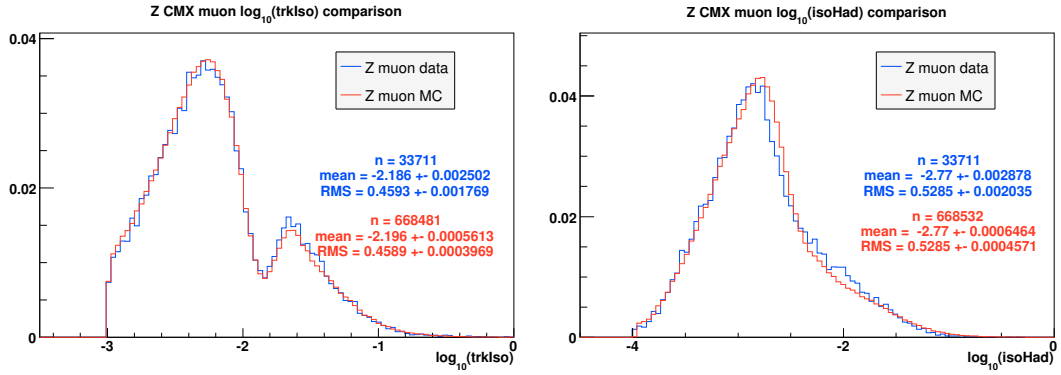 Z CMX muon log10(trkIso) comparison
0.04
0.02
0
Z muon data
Z muon MC
n = 33711
mean = -2.186 +- 0.002502
RMS = 0.4593 +- 0.001769
n = 668481
mean = -2.196 +- 0.0005613
RMS = 0.4589 +- 0.0003969
-3 -2 -1 0
log10(trkIso)
Z CMX muon log10(isoHad) comparison
0.04
0.02
0
Z muon data
Z muon MC
n = 33711
mean = -2.77 +- 0.002878
RMS = 0.5285 +- 0.002035
n = 668532
mean = -2.77 +- 0.0006464
RMS = 0.5285 +- 0.0004571
-4 -2 0
log10(isoHad)